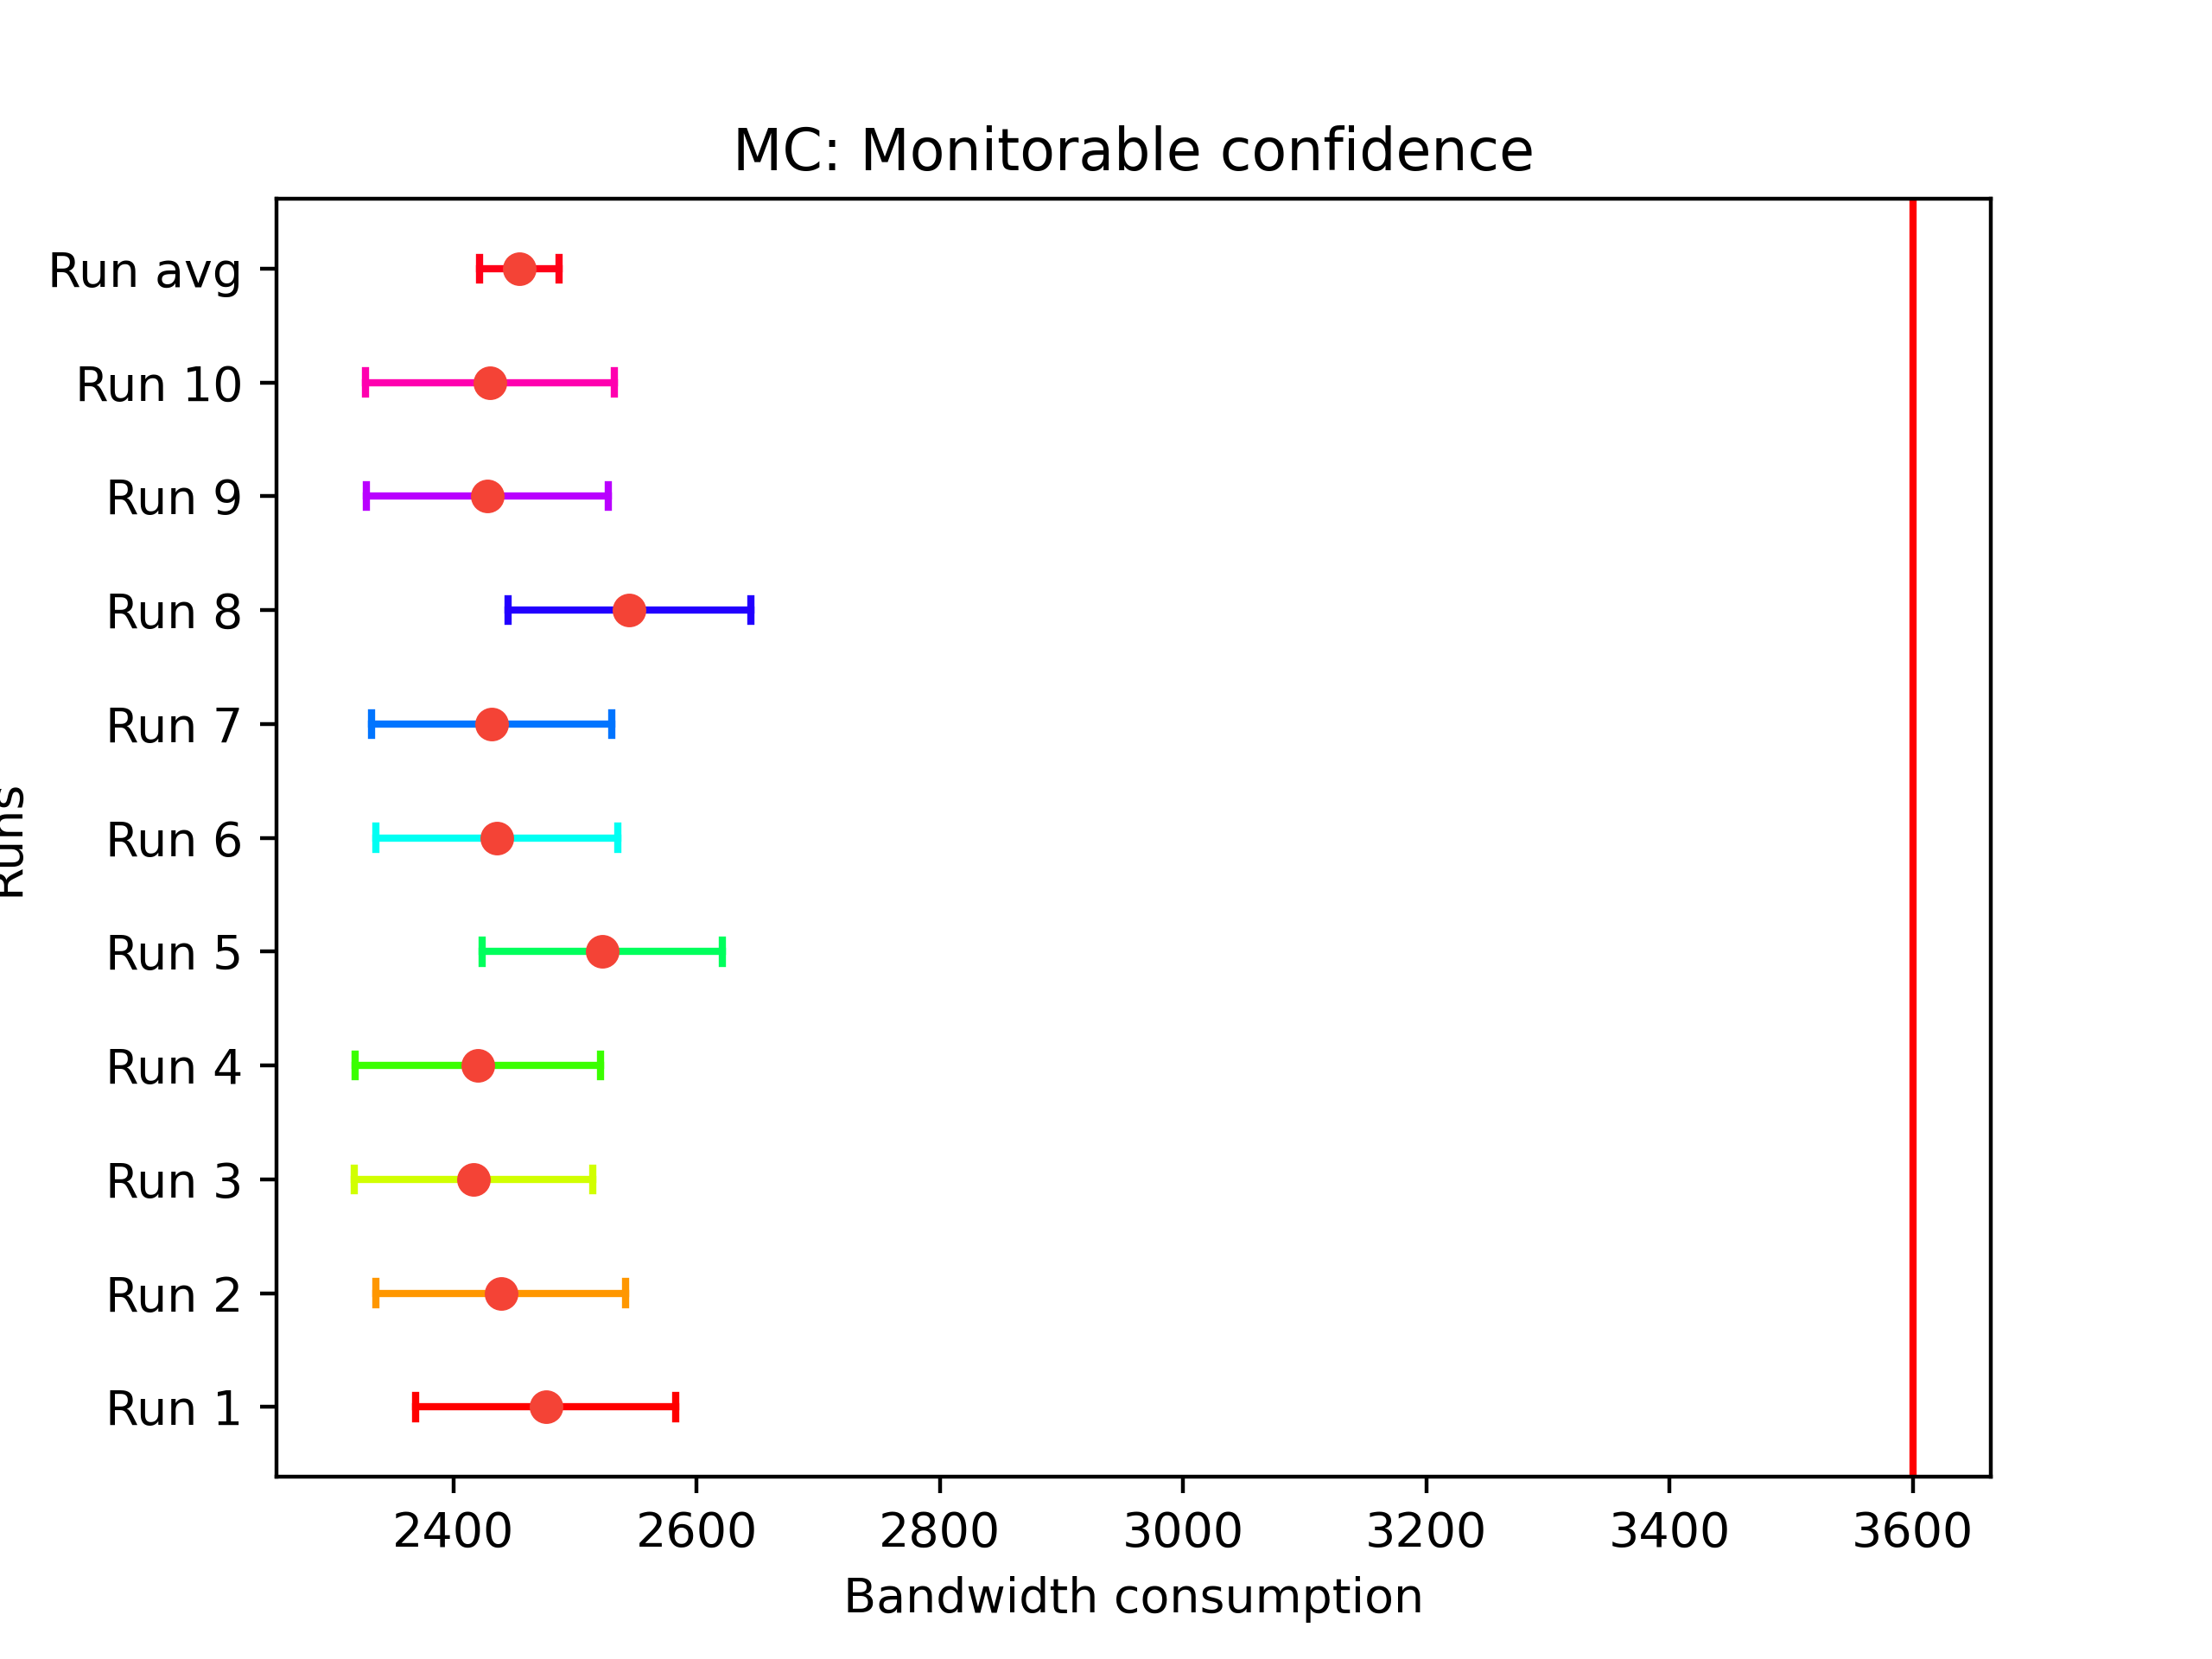 MC: Monitorable confidence
Run avg
Run 10
Run 9
Run 8
Run 7
Run 6
Run 5
Run 4
Run 3
Run 2
Run 1
Runs
2400 2600 2800 3000 3200 3400 3600
Bandwidth consumption